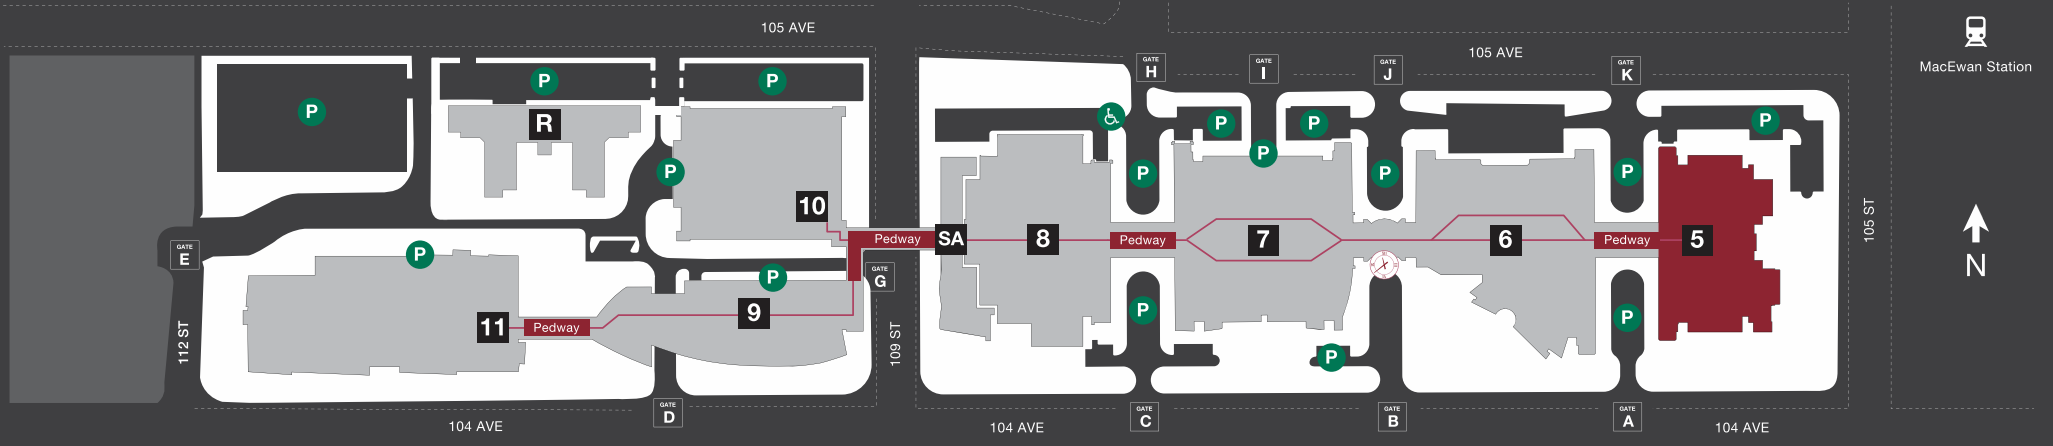 105 AVE
105 AVE
MacEwan Station
GATE
H
GATE
I
GATE
J
GATE
K
P
P
P
R
P
P
P
P
P
P
P
P
10
Pedway
SA
8
Pedway
7
6
Pedway
5
105 ST
N
GATE
E
P
P
GATE
G
9
11
Pedway
P
P
P
112 ST
109 ST
GATE
D
GATE
C
GATE
B
GATE
A
104 AVE
104 AVE
104 AVE